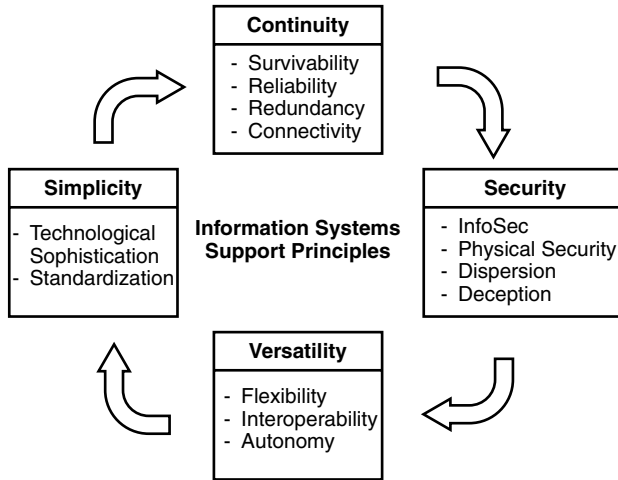 Continuity
- Survivability
- Reliability
- Redundancy
- Connectivity
Simplicity
- Technological
Sophistication
- Standardization
Information Systems
Support Principles
Security
- InfoSec
- Physical Security
- Dispersion
- Deception
Versatility
- Flexibility
- Interoperability
- Autonomy